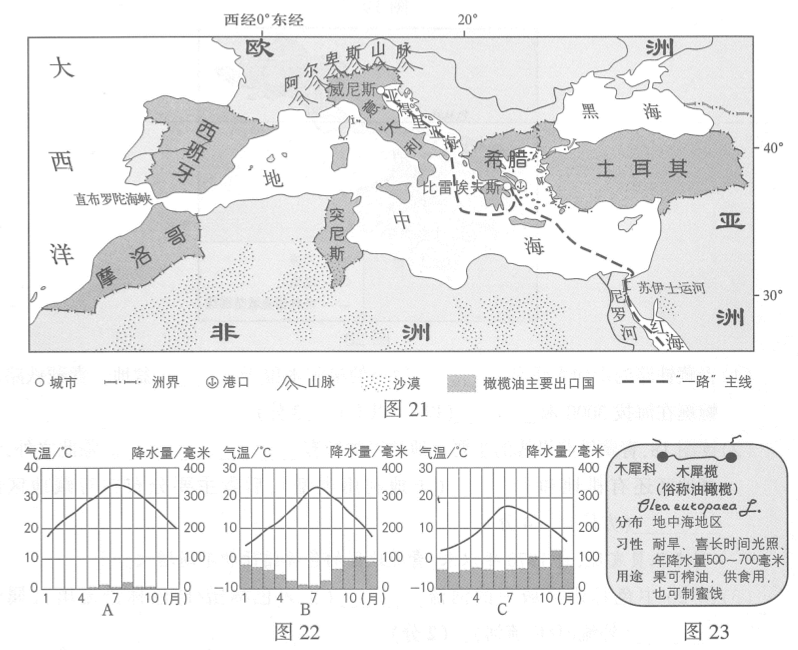 西经0°东经
20°
欧
洲
大
西
洋
阿尔卑斯山脉
威尼斯
意大利
亚得里亚海
黑海
40°
西班牙
希腊
土耳其
地
中
海
直布罗陀海峡
比雷埃夫斯
突尼斯
摩洛哥
亚
洲
苏伊士运河
30°
尼罗河
红海
非
洲
城市 洲界 港口 山脉 沙漠 橄榄油主要出口国 “一路”主线
图21
气温/℃ 降水量/毫米 气温/℃ 降水量/毫米 气温/℃ 降水量/毫米
40 400 30 400 30 400
30 300 20 300 20 300
20 200 10 200 10 200
10 100 0 100 0 100
0 0 -10 0 -10 0
1 4 7 10(月) 1 4 7 10(月) 1 4 7 10(月)
A B C
图22
木犀科 木犀榄
(俗称油橄榄)
Olea europaea L.
分布 地中海地区
习性 耐旱、喜长时间光照、
年降水量500~700毫米
用途 果可榨油，供食用，
也可制蜜饯
图23